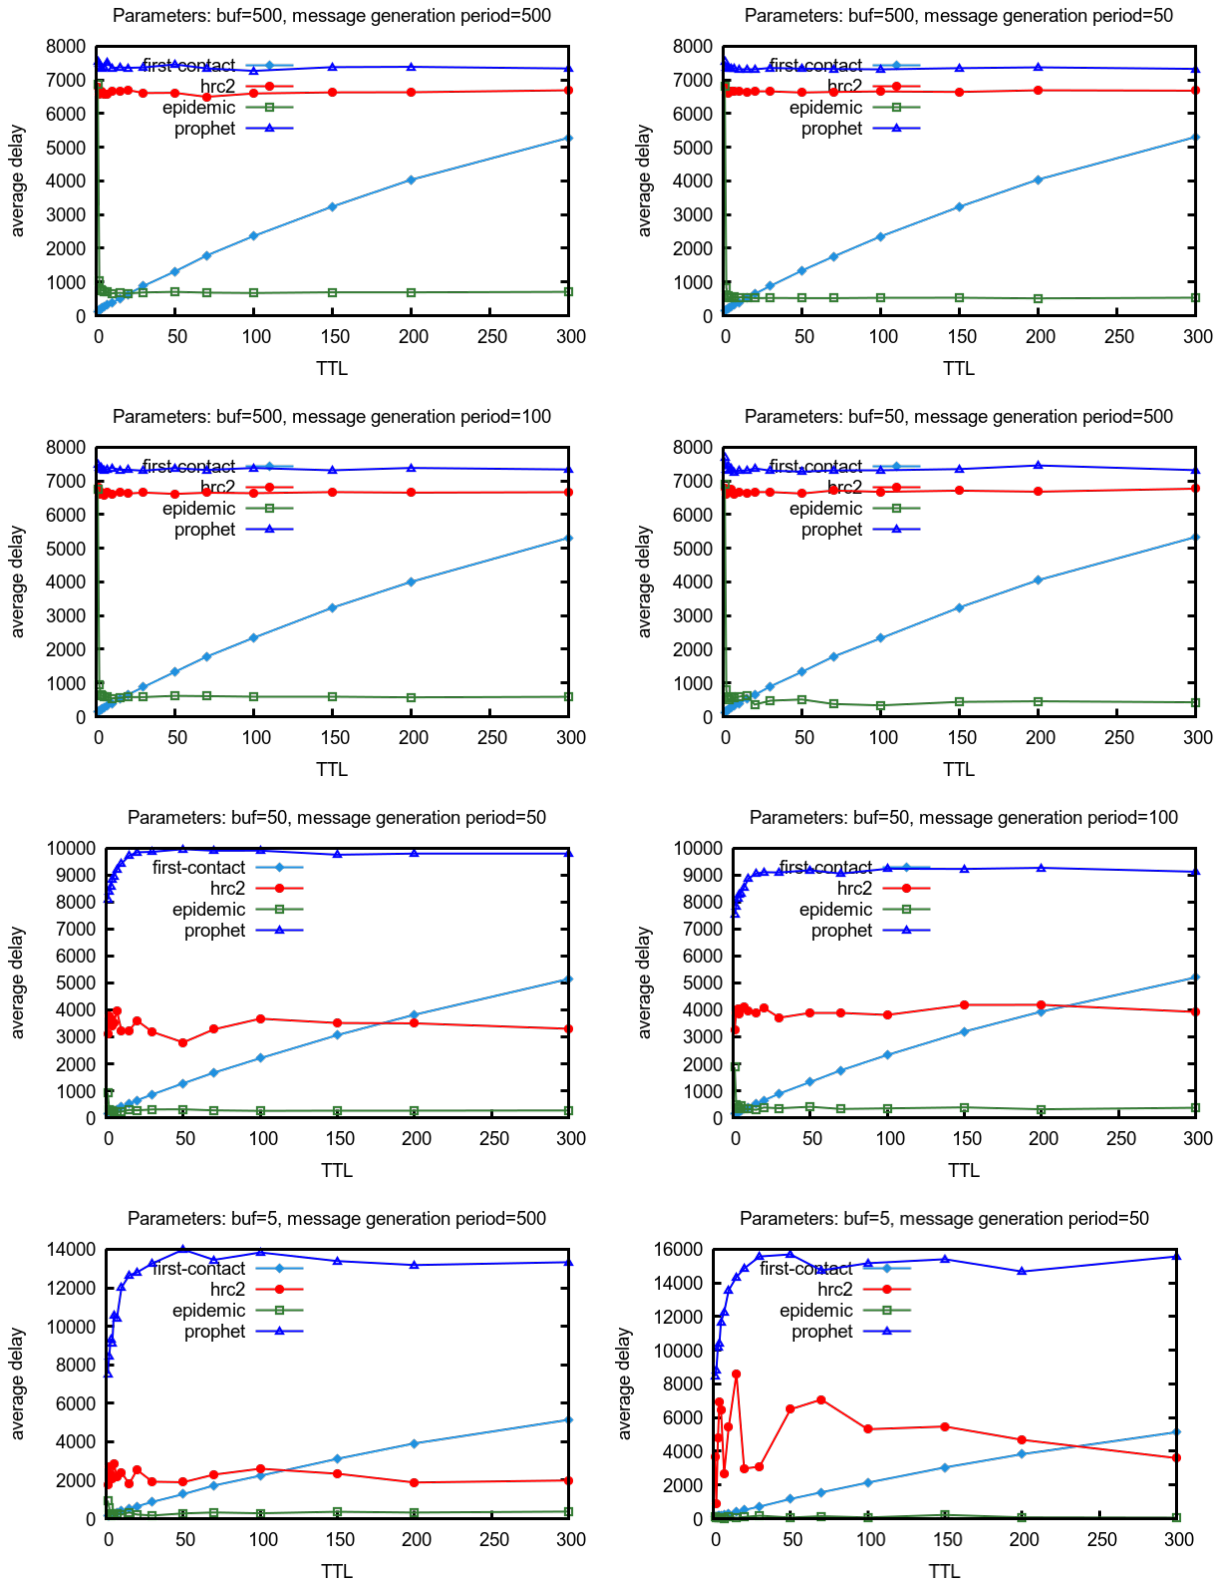 Parameters: buf=500, message generation period=500
8000
7000
6000
5000
4000
3000
2000
1000
0
average delay
first-contact
hrc2
epidemic
prophet
0 50 100 150 200 250 300
TTL
Parameters: buf=500, message generation period=50
8000
7000
6000
5000
4000
3000
2000
1000
0
average delay
first-contact
hrc2
epidemic
prophet
0 50 100 150 200 250 300
TTL
Parameters: buf=500, message generation period=100
8000
7000
6000
5000
4000
3000
2000
1000
0
average delay
first-contact
hrc2
epidemic
prophet
0 50 100 150 200 250 300
TTL
Parameters: buf=50, message generation period=500
8000
7000
6000
5000
4000
3000
2000
1000
0
average delay
first-contact
hrc2
epidemic
prophet
0 50 100 150 200 250 300
TTL
Parameters: buf=50, message generation period=50
10000
9000
8000
7000
6000
5000
4000
3000
2000
1000
0
average delay
first-contact
hrc2
epidemic
prophet
0 50 100 150 200 250 300
TTL
Parameters: buf=50, message generation period=100
10000
9000
8000
7000
6000
5000
4000
3000
2000
1000
0
average delay
first-contact
hrc2
epidemic
prophet
0 50 100 150 200 250 300
TTL
Parameters: buf=5, message generation period=500
14000
12000
10000
8000
6000
4000
2000
0
average delay
first-contact
hrc2
epidemic
prophet
0 50 100 150 200 250 300
TTL
Parameters: buf=5, message generation period=50
16000
14000
12000
10000
8000
6000
4000
2000
0
average delay
first-contact
hrc2
epidemic
prophet
0 50 100 150 200 250 300
TTL